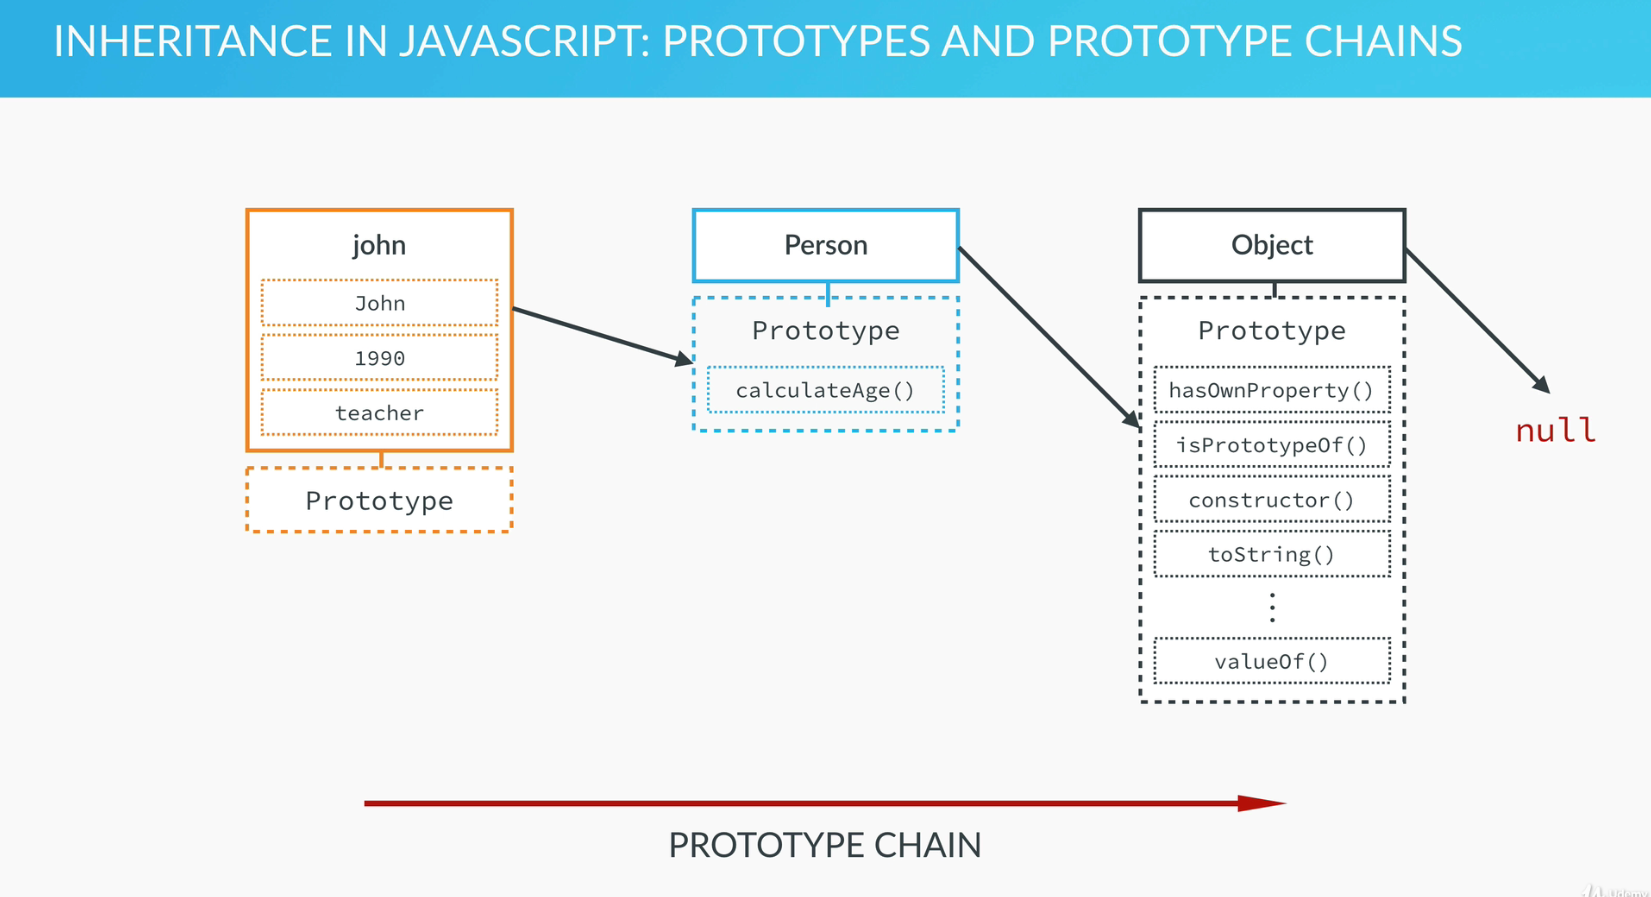 INHERITANCE IN JAVASCRIPT: PROTOTYPES AND PROTOTYPE CHAINS
john
John
1990
teacher
Prototype
Person
Prototype
calculateAge()
Object
Prototype
hasOwnProperty()
isPrototypeOf()
constructor()
toString()
valueOf()
null
PROTOTYPE CHAIN
Udemy